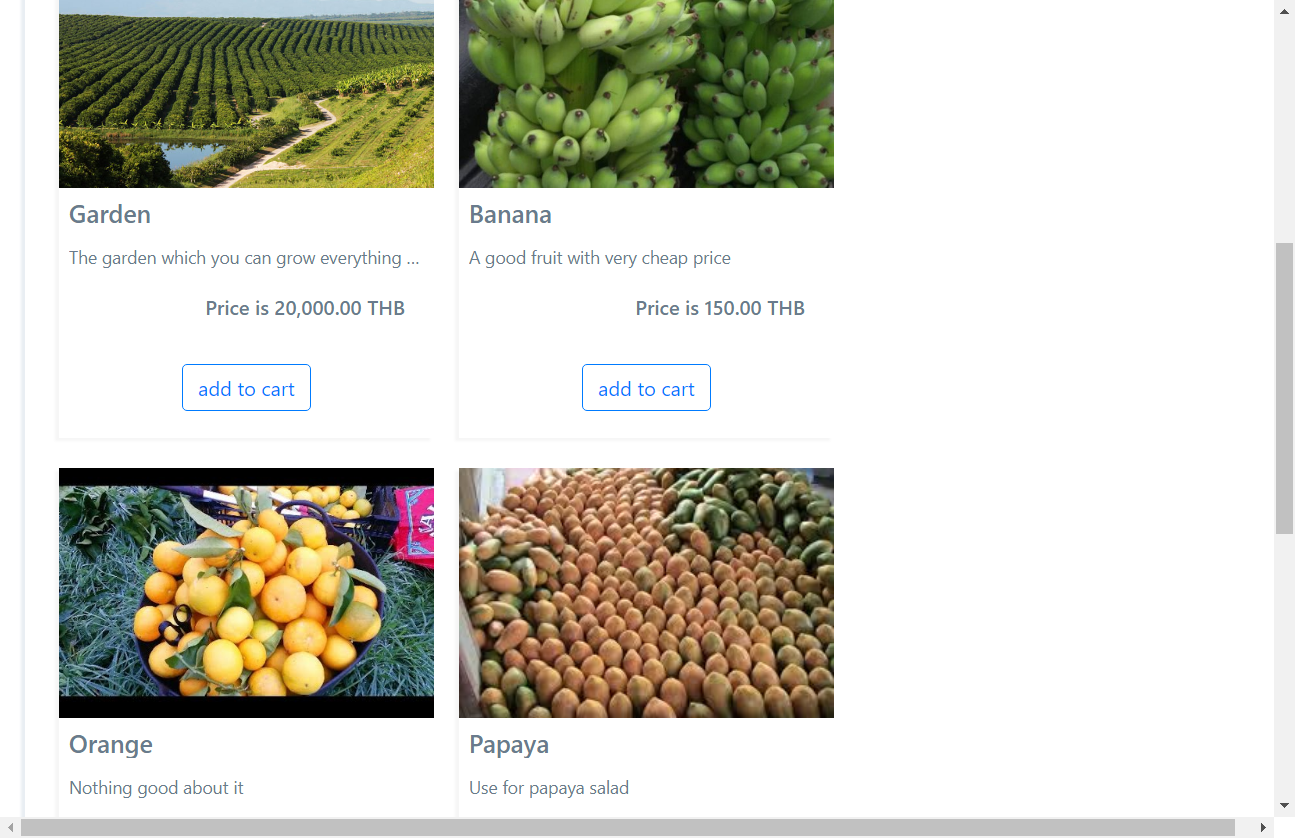 Garden
The garden which you can grow everything ...
Price is 20,000.00 THB
add to cart
Banana
A good fruit with very cheap price
Price is 150.00 THB
add to cart
Orange
Nothing good about it
Papaya
Use for papaya salad